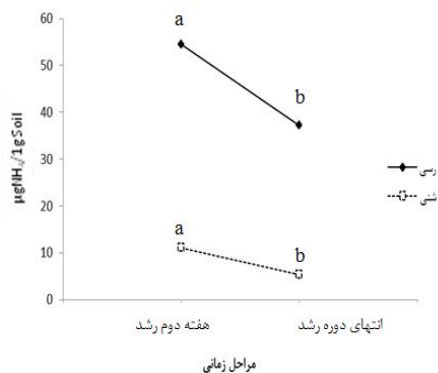 60
50
40
30
20
10
0
µgNH₄/1gSoil
a
b
a
b
رسی
شنی
هفته دوم رشد
انتهای دوره رشد
مراحل زمانی